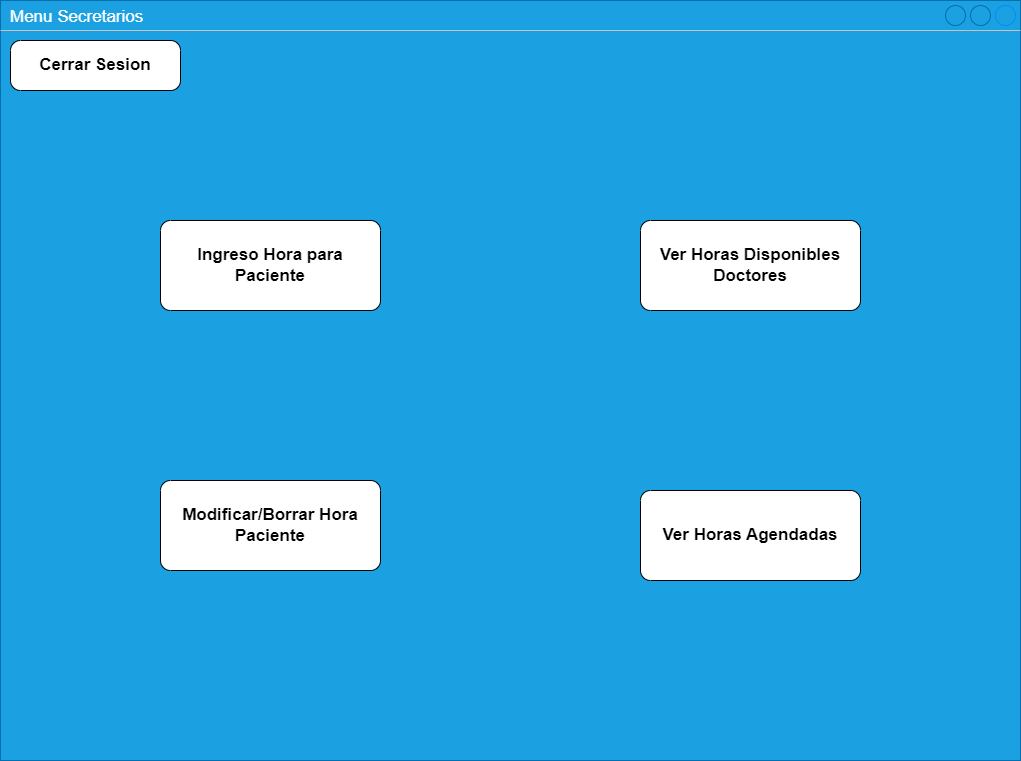 Menu Secretarios
Cerrar Sesion
Ingreso Hora para
Paciente
Ver Horas Disponibles
Doctores
Modificar/Borrar Hora
Paciente
Ver Horas Agendadas